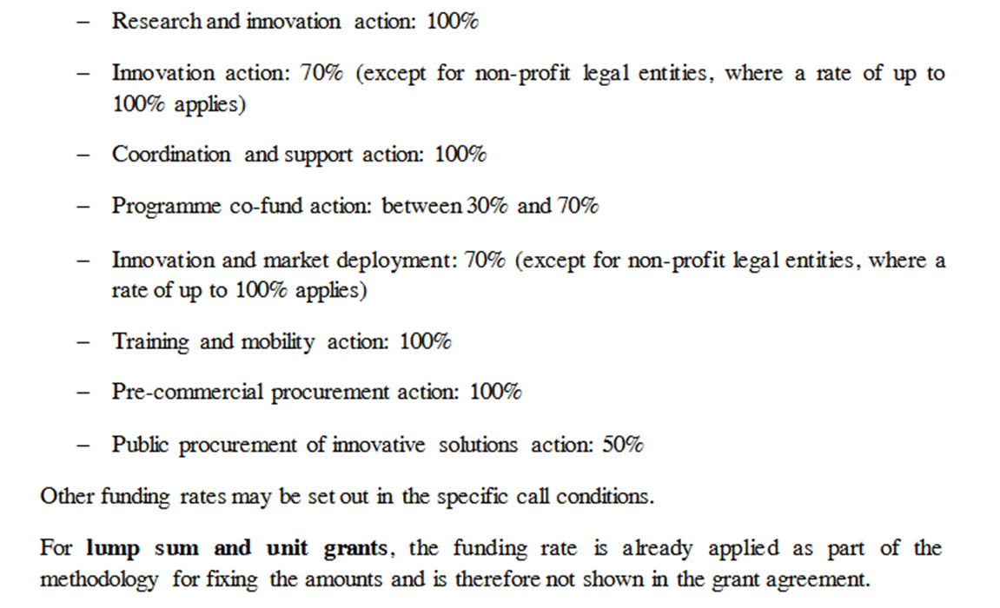 – Research and innovation action: 100%
– Innovation action: 70% (except for non-profit legal entities, where a rate of up to
100% applies)
– Coordination and support action: 100%
– Programme co-fund action: between 30% and 70%
– Innovation and market deployment: 70% (except for non-profit legal entities, where a
rate of up to 100% applies)
– Training and mobility action: 100%
– Pre-commercial procurement action: 100%
– Public procurement of innovative solutions action: 50%
Other funding rates may be set out in the specific call conditions.
For lump sum and unit grants, the funding rate is already applied as part of the
methodology for fixing the amounts and is therefore not shown in the grant agreement.